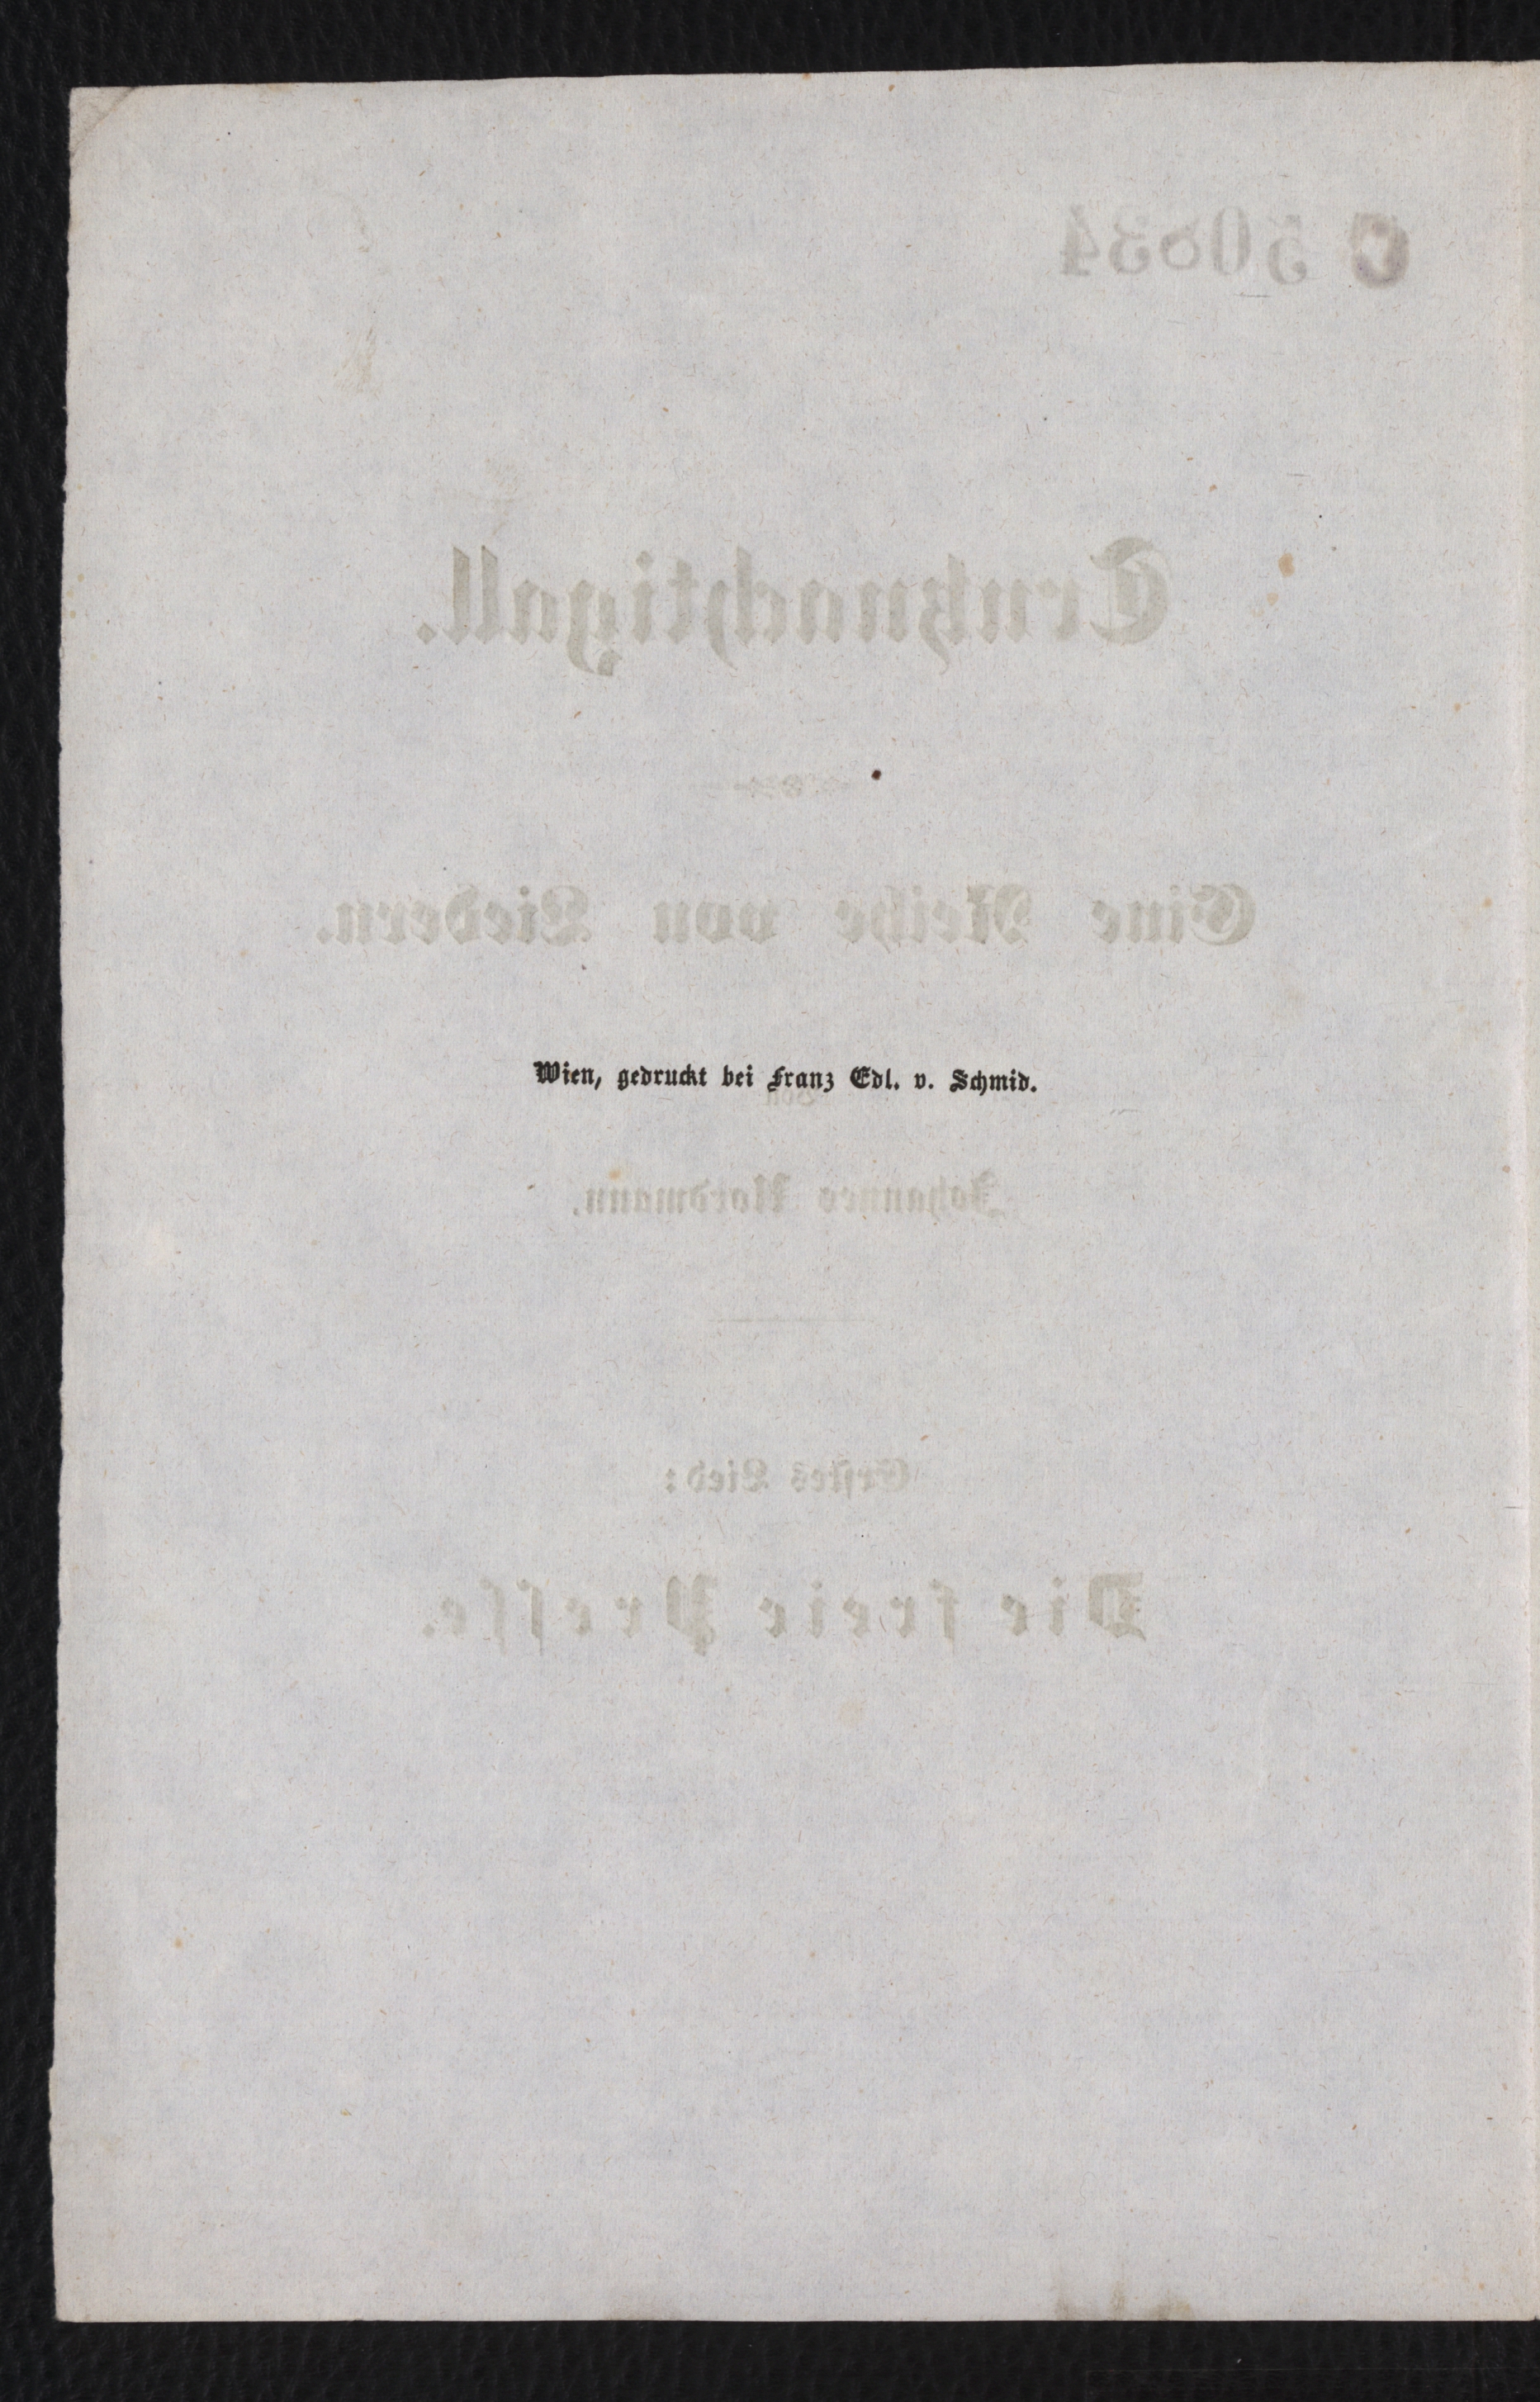 Wien, gedruckt bei Franz Edl. v. Schmid.